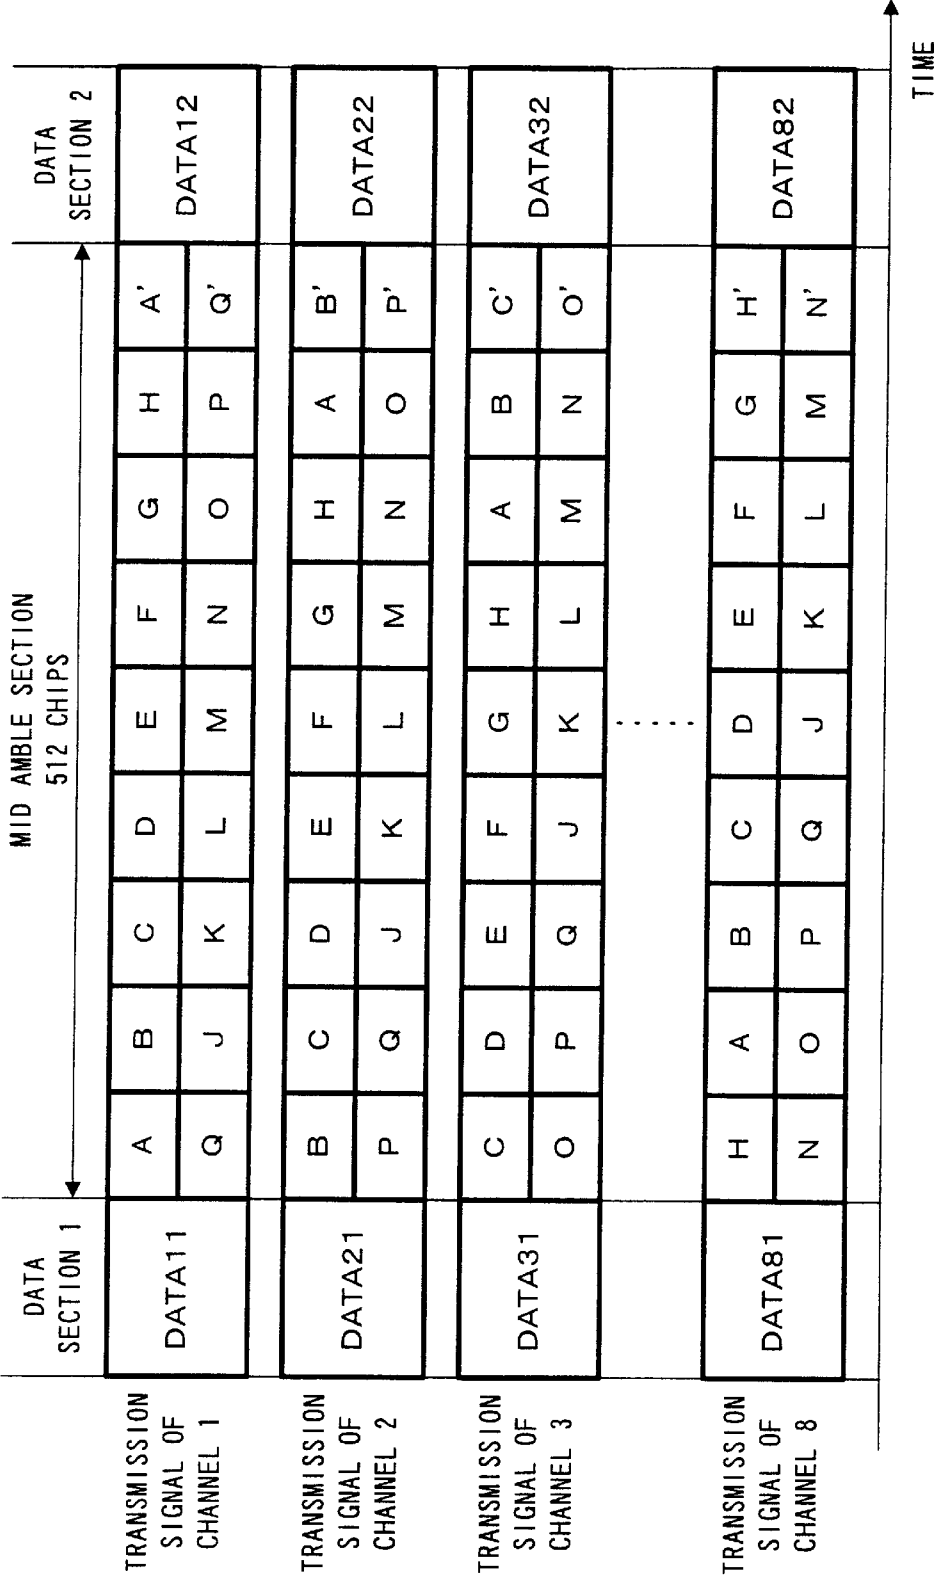 DATA
SECTION 1
MID AMBLE SECTION
512 CHIPS
DATA
SECTION 2
TRANSMISSION
SIGNAL OF
CHANNEL 1
DATA11
A B C D E F G H A'
Q J K L M N O P Q'
DATA12
TRANSMISSION
SIGNAL OF
CHANNEL 2
DATA21
B C D E F G H A B'
P Q J K L M N O P'
DATA22
TRANSMISSION
SIGNAL OF
CHANNEL 3
DATA31
C D E F G H A B C'
O P Q J K L M N O'
DATA32
.....
TRANSMISSION
SIGNAL OF
CHANNEL 8
DATA81
H A B C D E F G H'
N O P Q J K L M N'
DATA82
TIME